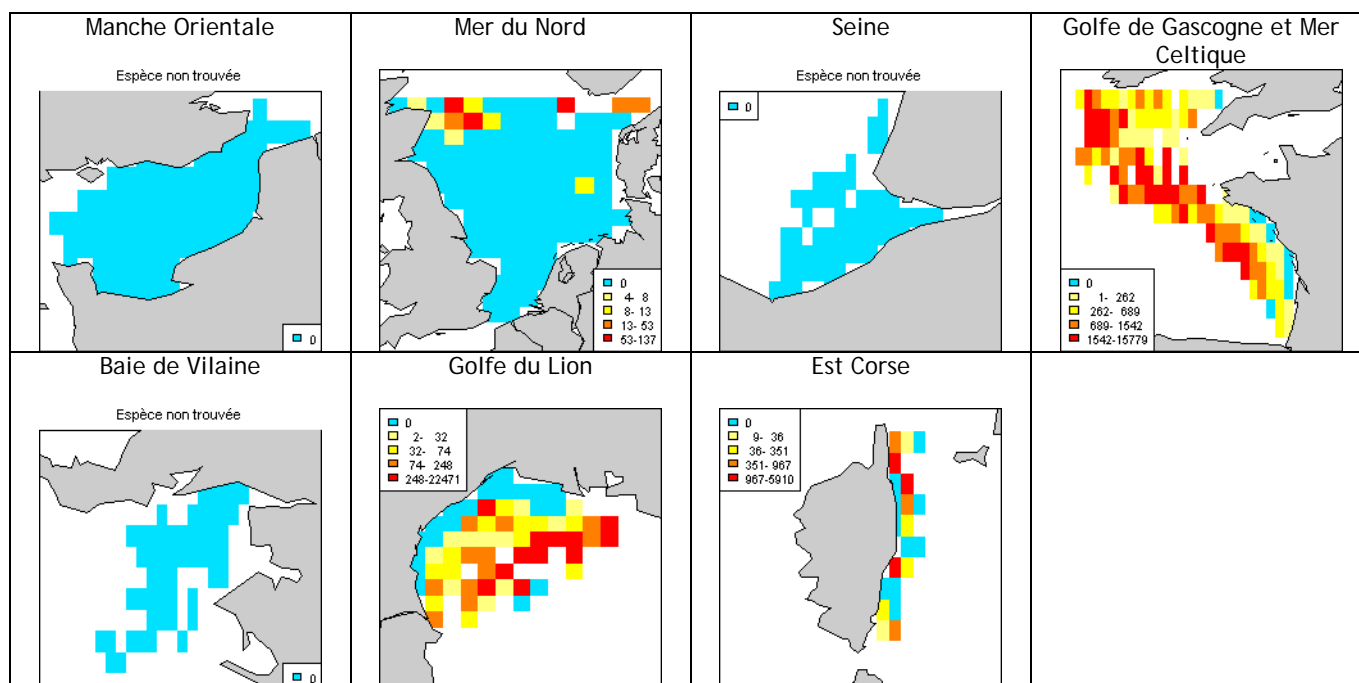 Manche Orientale
Espèce non trouvée
0
Mer du Nord
0
4- 8
8- 13
13- 53
53-137
Seine
Espèce non trouvée
0
Golfe de Gascogne et Mer
Celtique
0
1- 262
262- 689
689- 1542
1542-15779
Baie de Vilaine
Espèce non trouvée
0
Golfe du Lion
0
2- 32
32- 74
74- 248
248-22471
Est Corse
0
9- 36
36-351
351-967
967-5910